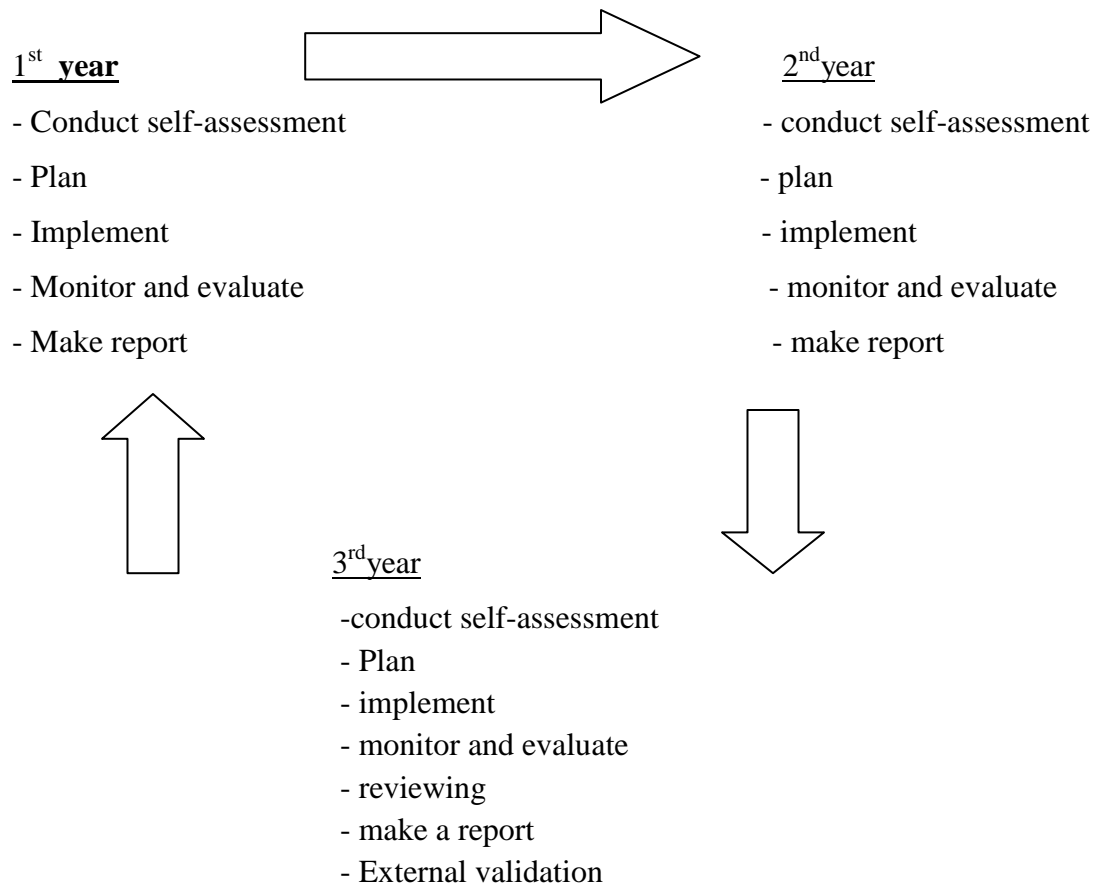 1st year
- Conduct self-assessment
- Plan
- Implement
- Monitor and evaluate
- Make report
2nd year
- conduct self-assessment
- plan
- implement
- monitor and evaluate
- make report
3rd year
-conduct self-assessment
- Plan
- implement
- monitor and evaluate
- reviewing
- make a report
- External validation